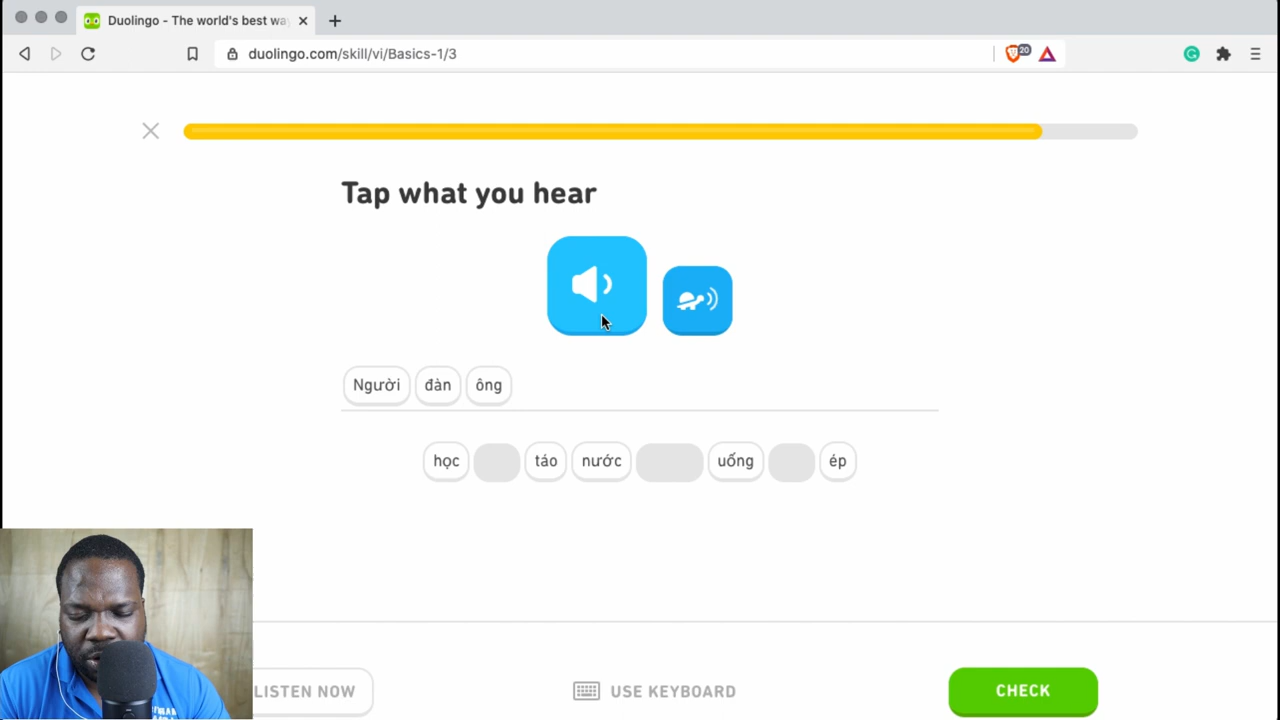 Duolingo - The world's best wa
duolingo.com/skill/vi/Basics-1/3
20
Tap what you hear
Người đàn ông
học táo nước uống ép
LISTEN NOW
USE KEYBOARD
CHECK